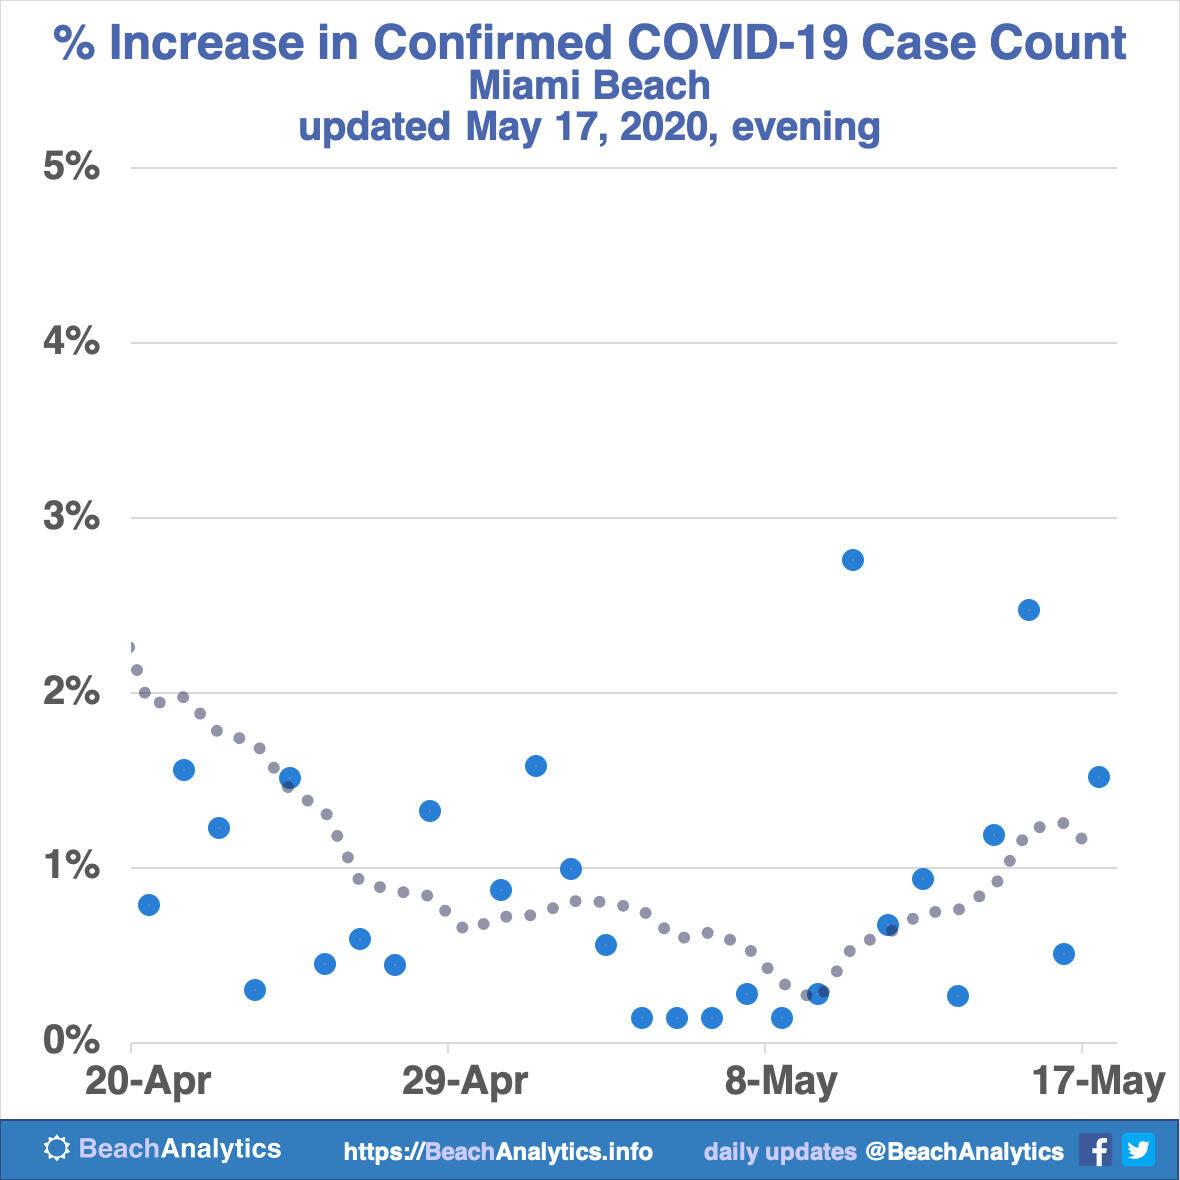 % Increase in Confirmed COVID-19 Case Count
Miami Beach
updated May 17, 2020, evening
5%
4%
3%
2%
1%
0%
20-Apr 29-Apr 8-May 17-May
BeachAnalytics https://BeachAnalytics.info daily updates @BeachAnalytics